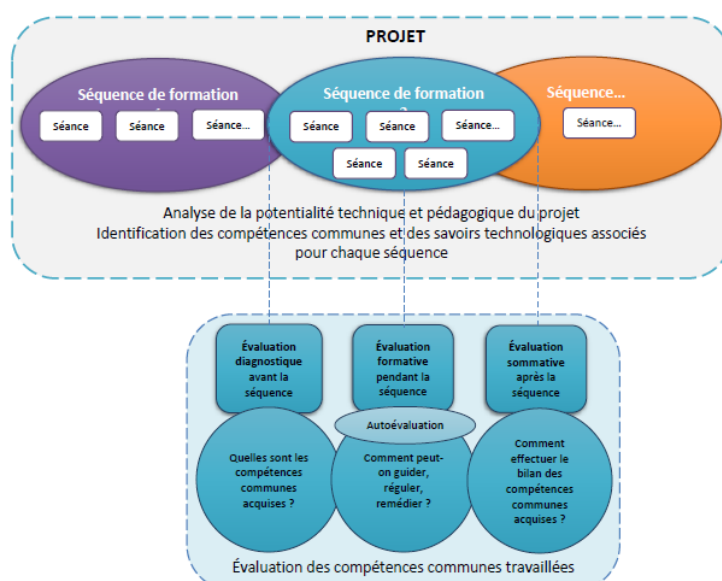 PROJET
Séquence de formation
Séance
Séance
Séance...
Séquence de formation
Séance
Séance
Séance...
Séance
Séance
Séquence...
Séance...
Analyse de la potentialité technique et pédagogique du projet
Identification des compétences communes et des savoirs technologiques associés
pour chaque séquence
Évaluation
diagnostique
avant la
séquence
Évaluation
formative
pendant la
séquence
Évaluation
sommative
après la
séquence
Autoévaluation
Quelles sont les
compétences
communes
acquises ?
Comment peut-
on guider,
réguler,
remédier ?
Comment
effectuer le
bilan des
compétences
communes
acquises ?
Évaluation des compétences communes travaillées